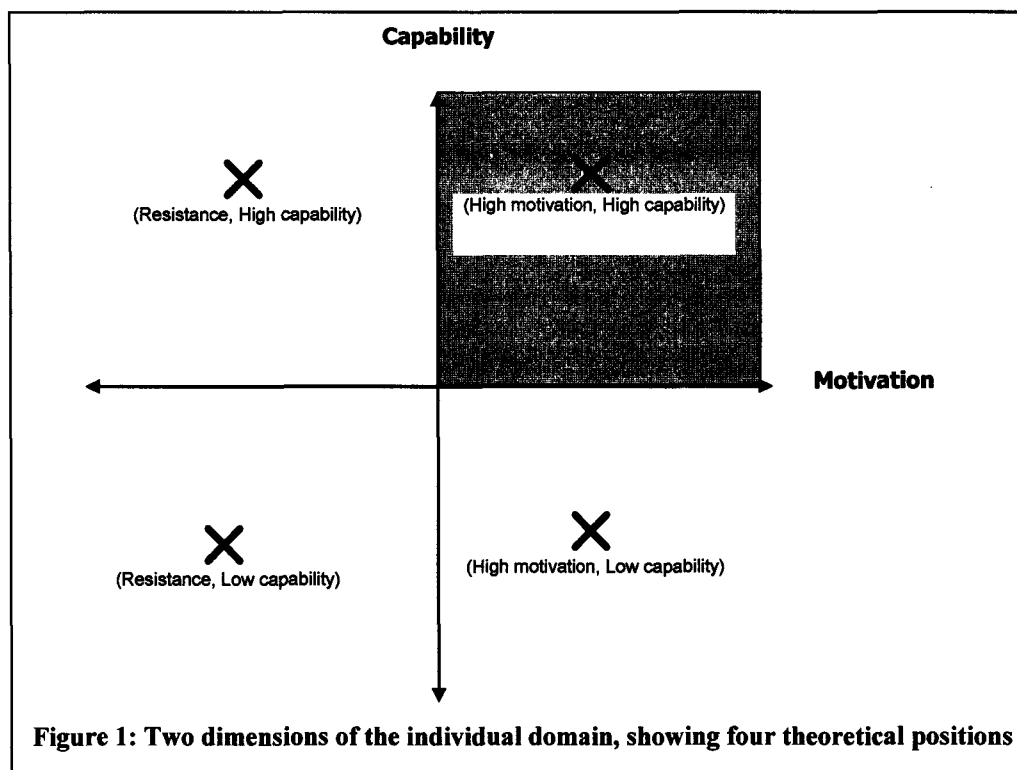 Capability
(Resistance, High capability)
(High motivation, High capability)
Motivation
(Resistance, Low capability)
(High motivation, Low capability)
Figure 1: Two dimensions of the individual domain, showing four theoretical positions